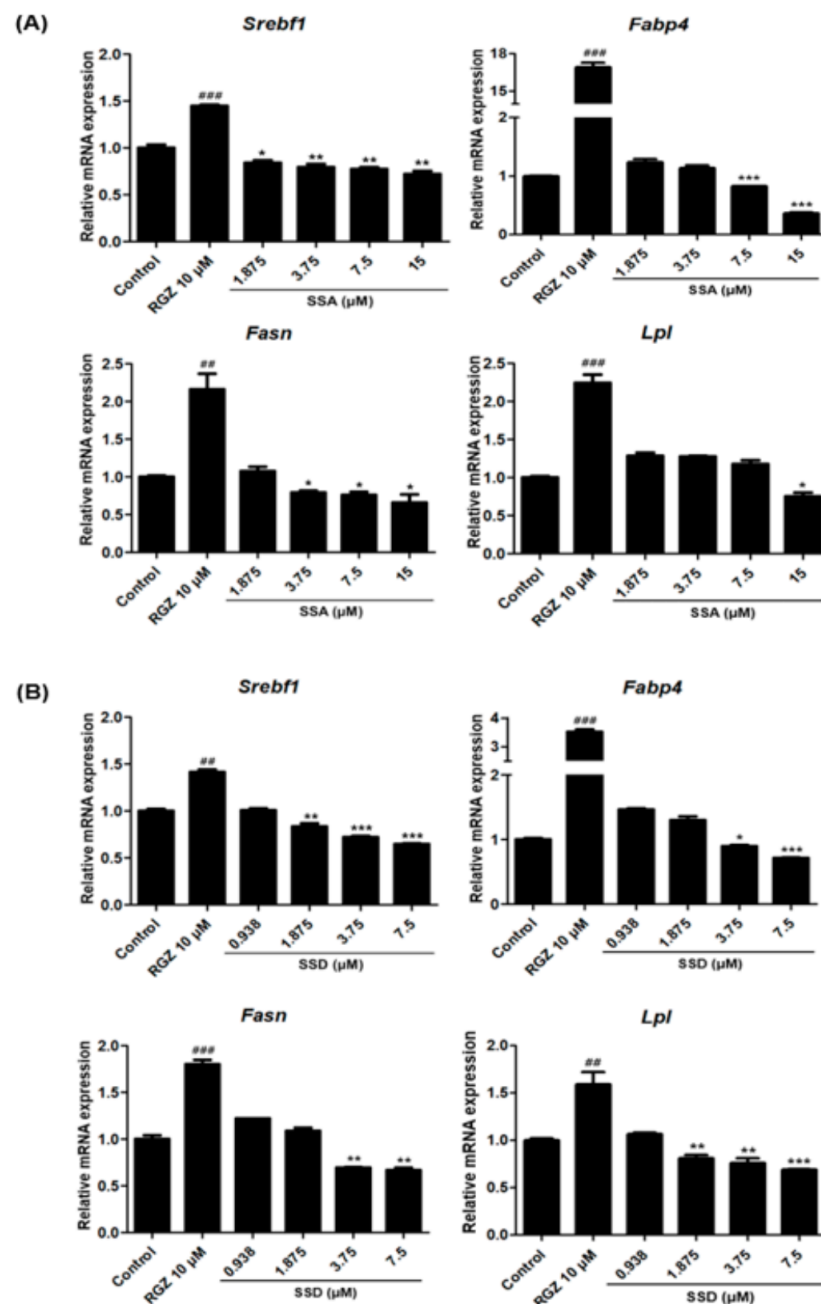 (A)
Srebf1
Relative mRNA expression
2.0
1.5
1.0
0.5
0.0
###
*
**
**
**
Control
RGZ 10 μM
1.875
3.75
7.5
15
SSA (μM)
Fabp4
Relative mRNA expression
18
15
2
1
0
###
***
***
Control
RGZ 10 μM
1.875
3.75
7.5
15
SSA (μM)
Fasn
Relative mRNA expression
2.5
2.0
1.5
1.0
0.5
0.0
##
*
*
*
Control
RGZ 10 μM
1.875
3.75
7.5
15
SSA (μM)
Lpl
Relative mRNA expression
2.5
2.0
1.5
1.0
0.5
0.0
###
*
Control
RGZ 10 μM
1.875
3.75
7.5
15
SSA (μM)
(B)
Srebf1
Relative mRNA expression
2.0
1.5
1.0
0.5
0.0
##
**
***
***
Control
RGZ 10 μM
0.938
1.875
3.75
7.5
SSD (μM)
Fabp4
Relative mRNA expression
4
3
2
2
1
0
###
*
***
Control
RGZ 10 μM
0.938
1.875
3.75
7.5
SSD (μM)
Fasn
Relative mRNA expression
2.0
1.5
1.0
0.5
0.0
###
**
**
Control
RGZ 10 μM
0.938
1.875
3.75
7.5
SSD (μM)
Lpl
Relative mRNA expression
2.0
1.5
1.0
0.5
0.0
##
**
**
***
Control
RGZ 10 μM
0.938
1.875
3.75
7.5
SSD (μM)